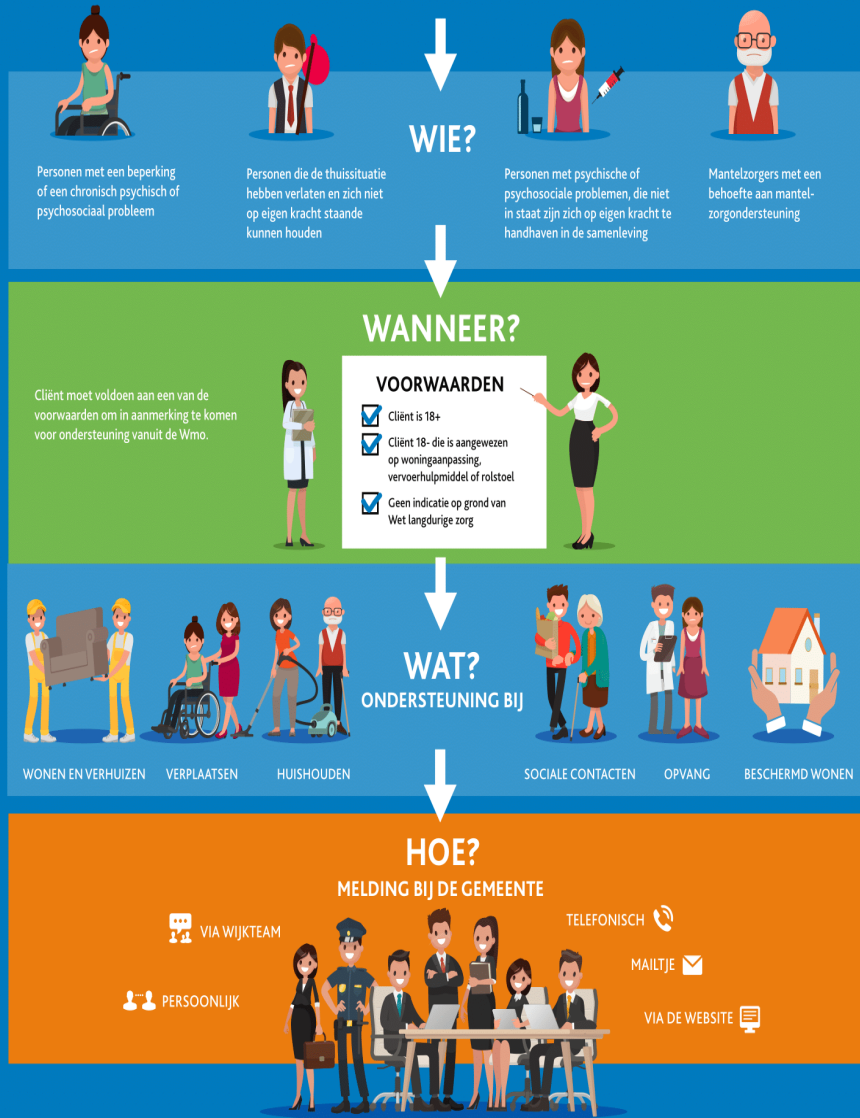 WIE?
Personen met een beperking
of een chronisch psychisch of
psychosociaal probleem
Personen die de thuissituatie
hebben verlaten en zich niet
op eigen kracht staande
kunnen houden
Personen met psychische of
psychosociale problemen, die niet
in staat zijn zich op eigen kracht te
handhaven in de samenleving
Mantelzorgers met een
behoefte aan mantel-
zorgondersteuning
WANNEER?
Cliënt moet voldoen aan een van de
voorwaarden om in aanmerking te komen
voor ondersteuning vanuit de Wmo.
VOORWAARDEN
Cliënt is 18+
Cliënt 18- die is aangewezen
op woningaanpassing,
vervoerhulpmiddel of rolstoel
Geen indicatie op grond van
Wet langdurige zorg
WAT?
ONDERSTEUNING BIJ
WONEN EN VERHUIZEN
VERPLAATSEN
HUISHOUDEN
SOCIALE CONTACTEN
OPVANG
BESCHERMD WONEN
HOE?
MELDING BIJ DE GEMEENTE
VIA WIJKTEAM
PERSOONLIJK
TELEFONISCH
MAILTJE
VIA DE WEBSITE